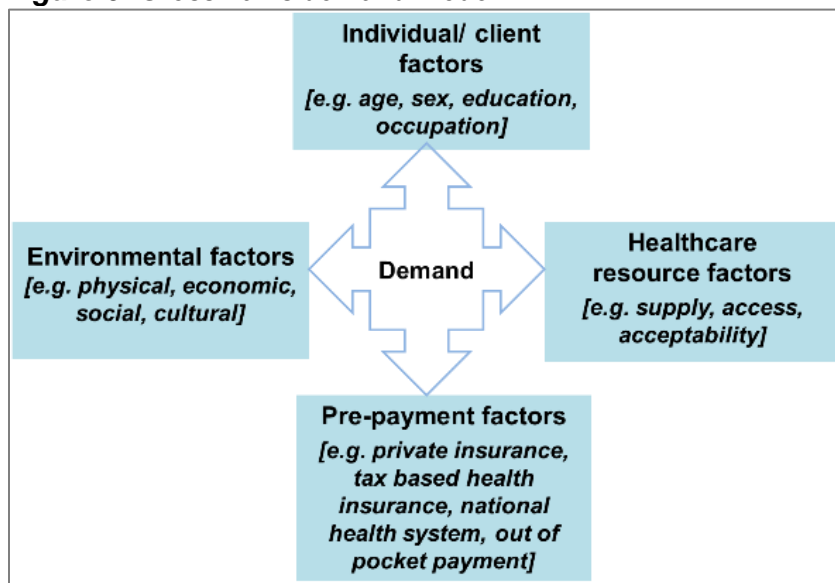 Individual/ client
factors
[e.g. age, sex, education,
occupation]
Environmental factors
[e.g. physical, economic,
social, cultural]
Demand
Healthcare
resource factors
[e.g. supply, access,
acceptability]
Pre-payment factors
[e.g. private insurance,
tax based health
insurance, national
health system, out of
pocket payment]